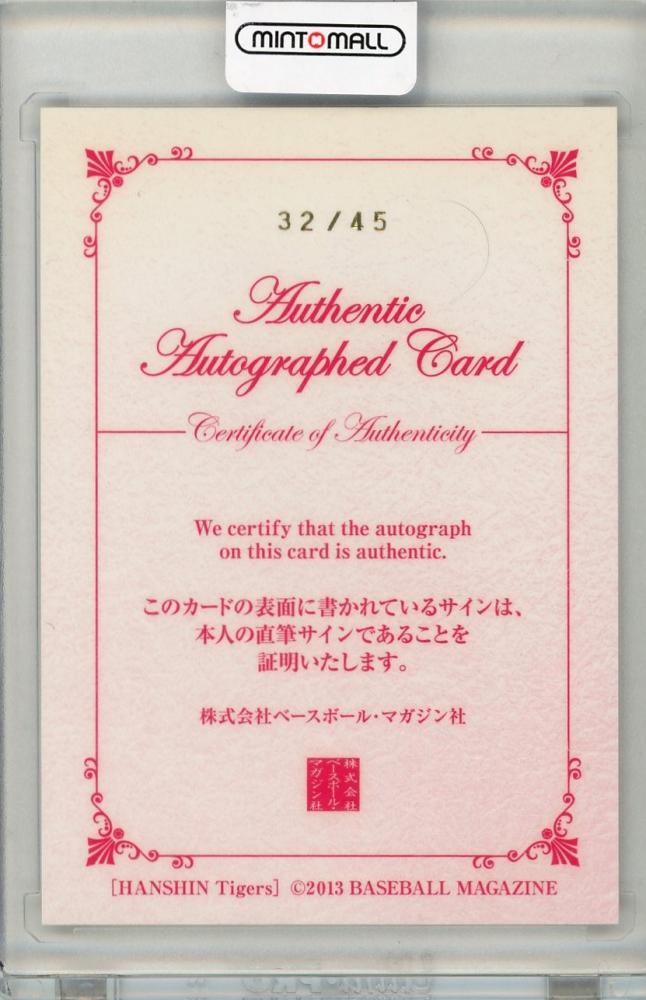 MINTMALL
32/45
Authentic
Autographed Card
Certificate of Authenticity
We certify that the autograph
on this card is authentic.
このカードの表面に書かれているサインは、
本人の直筆サインであることを
証明いたします。
株式会社ベースボール・マガジン社
株式会社
ベースボール・
マガジン社
[HANSHIN Tigers] ©2013 BASEBALL MAGAZINE